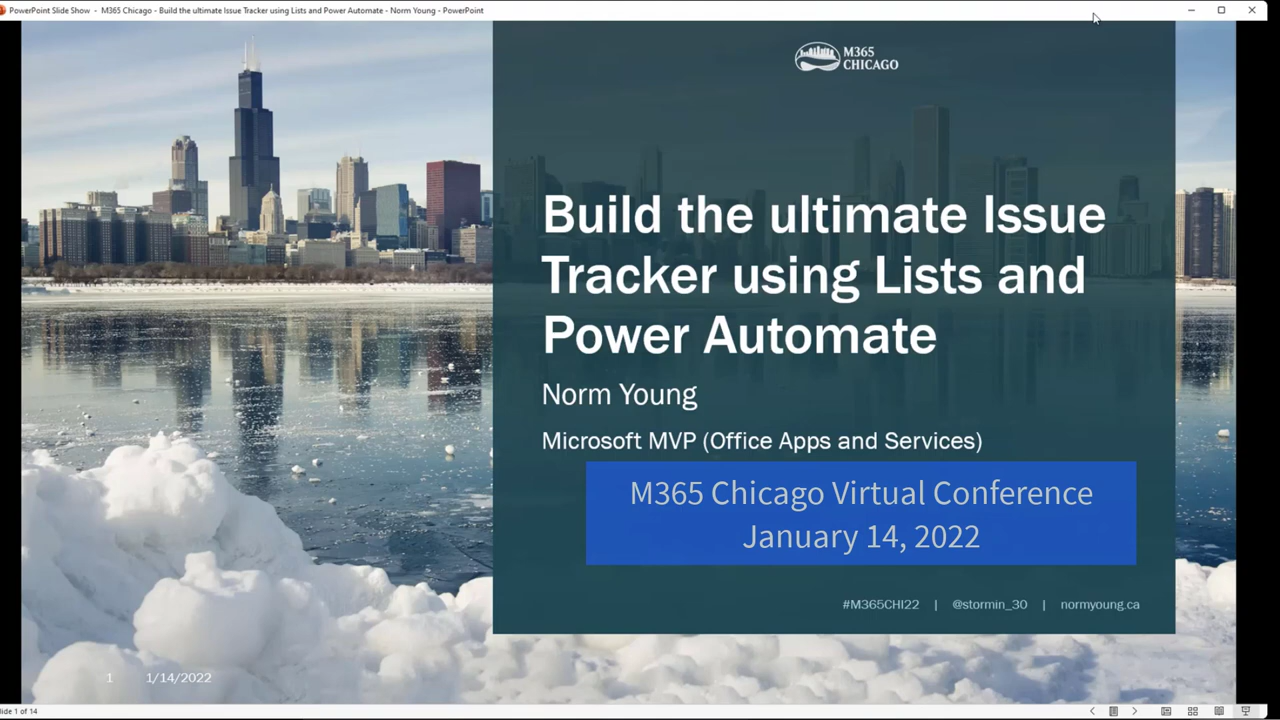 PowerPoint Slide Show - M365 Chicago - Build the ultimate Issue Tracker using Lists and Power Automate - Norm Young - PowerPoint
M365
CHICAGO
Build the ultimate Issue
Tracker using Lists and
Power Automate
Norm Young
Microsoft MVP (Office Apps and Services)
M365 Chicago Virtual Conference
January 14, 2022
#M365CHI22 | @stormin_30 | normyoung.ca
1 1/14/2022
lide 1 of 14